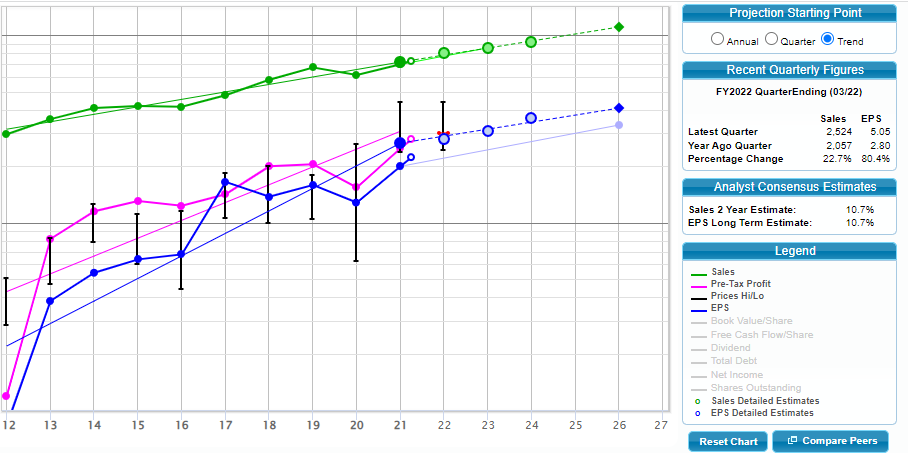 Projection Starting Point
Annual Quarter Trend
Recent Quarterly Figures
FY2022 QuarterEnding (03/22)
Sales EPS
Latest Quarter 2,524 5.05
Year Ago Quarter 2,057 2.80
Percentage Change 22.7% 80.4%
Analyst Consensus Estimates
Sales 2 Year Estimate: 10.7%
EPS Long Term Estimate: 10.7%
Legend
Sales
Pre-Tax Profit
Prices Hi/Lo
EPS
Book Value/Share
Free Cash Flow/Share
Dividend
Total Debt
Net Income
Shares Outstanding
Sales Detailed Estimates
EPS Detailed Estimates
12 13 14 15 16 17 18 19 20 21 22 23 24 25 26 27
Reset Chart Compare Peers